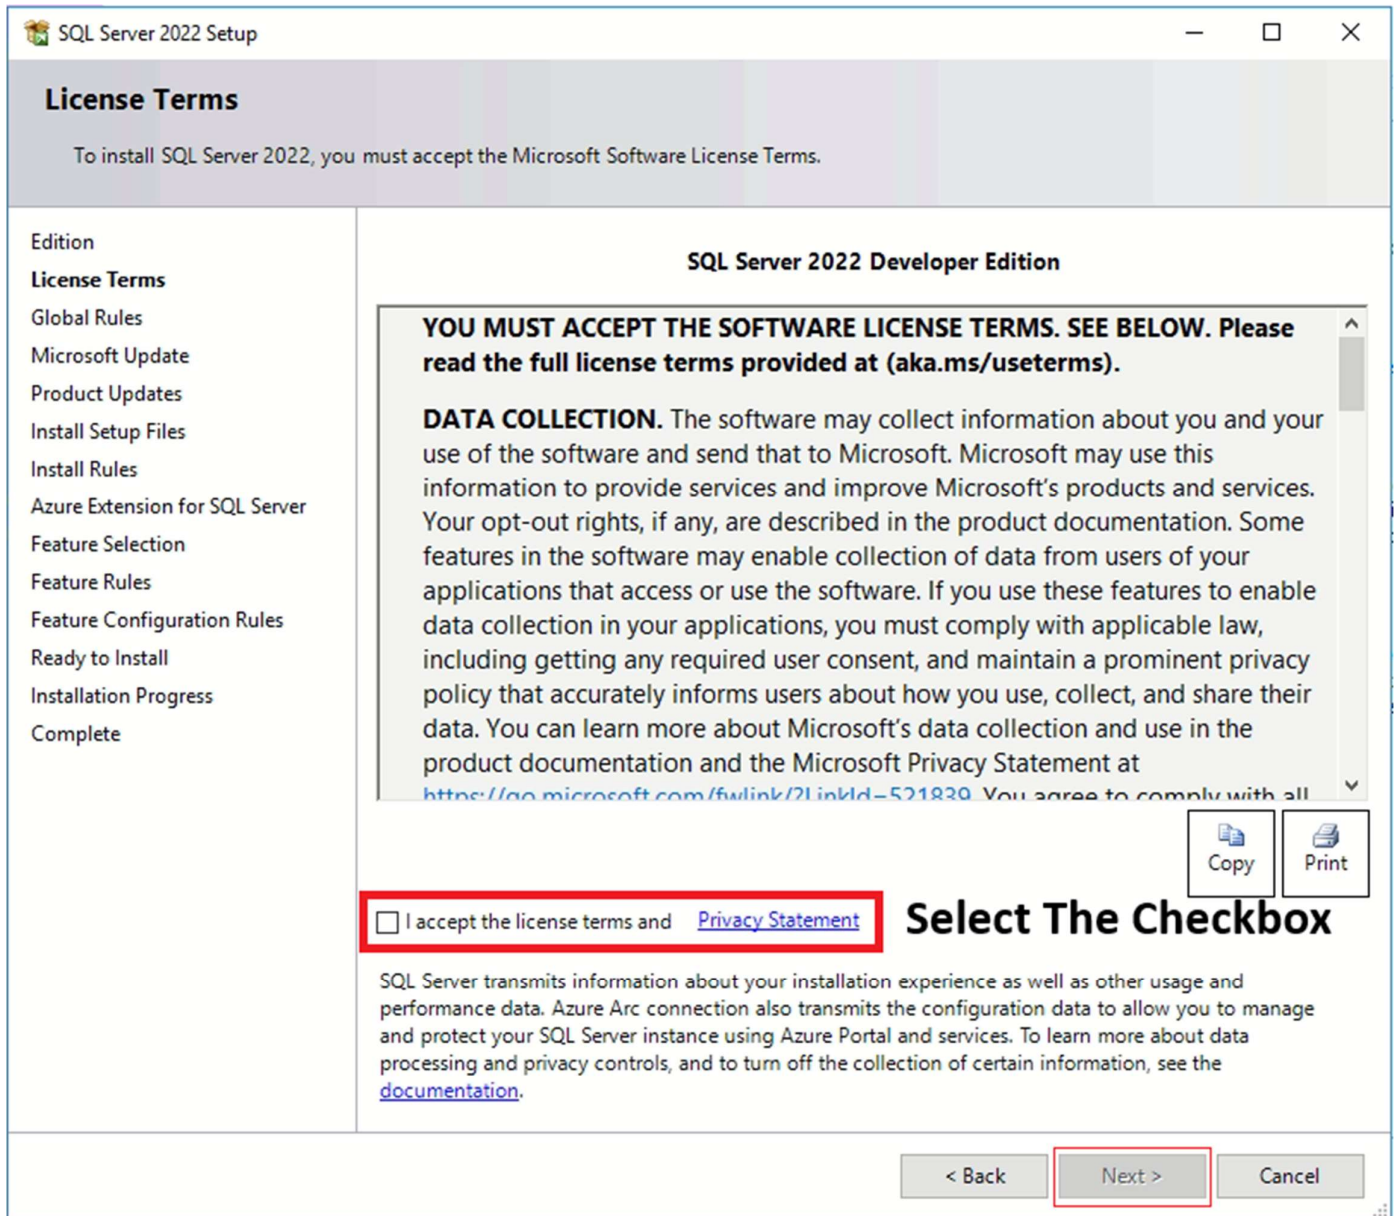 SQL Server 2022 Setup
License Terms
To install SQL Server 2022, you must accept the Microsoft Software License Terms.
Edition
License Terms
Global Rules
Microsoft Update
Product Updates
Install Setup Files
Install Rules
Azure Extension for SQL Server
Feature Selection
Feature Rules
Feature Configuration Rules
Ready to Install
Installation Progress
Complete
SQL Server 2022 Developer Edition
YOU MUST ACCEPT THE SOFTWARE LICENSE TERMS. SEE BELOW. Please
read the full license terms provided at (aka.ms/useterms).
DATA COLLECTION. The software may collect information about you and your
use of the software and send that to Microsoft. Microsoft may use this
information to provide services and improve Microsoft's products and services.
Your opt-out rights, if any, are described in the product documentation. Some
features in the software may enable collection of data from users of your
applications that access or use the software. If you use these features to enable
data collection in your applications, you must comply with applicable law,
including getting any required user consent, and maintain a prominent privacy
policy that accurately informs users about how you use, collect, and share their
data. You can learn more about Microsoft's data collection and use in the
product documentation and the Microsoft Privacy Statement at
https://go.microsoft.com/fwlink/?LinkId=521839. You agree to comply with all
Copy
Print
I accept the license terms and Privacy Statement
Select The Checkbox
SQL Server transmits information about your installation experience as well as other usage and
performance data. Azure Arc connection also transmits the configuration data to allow you to manage
and protect your SQL Server instance using Azure Portal and services. To learn more about data
processing and privacy controls, and to turn off the collection of certain information, see the
documentation.
< Back
Next >
Cancel